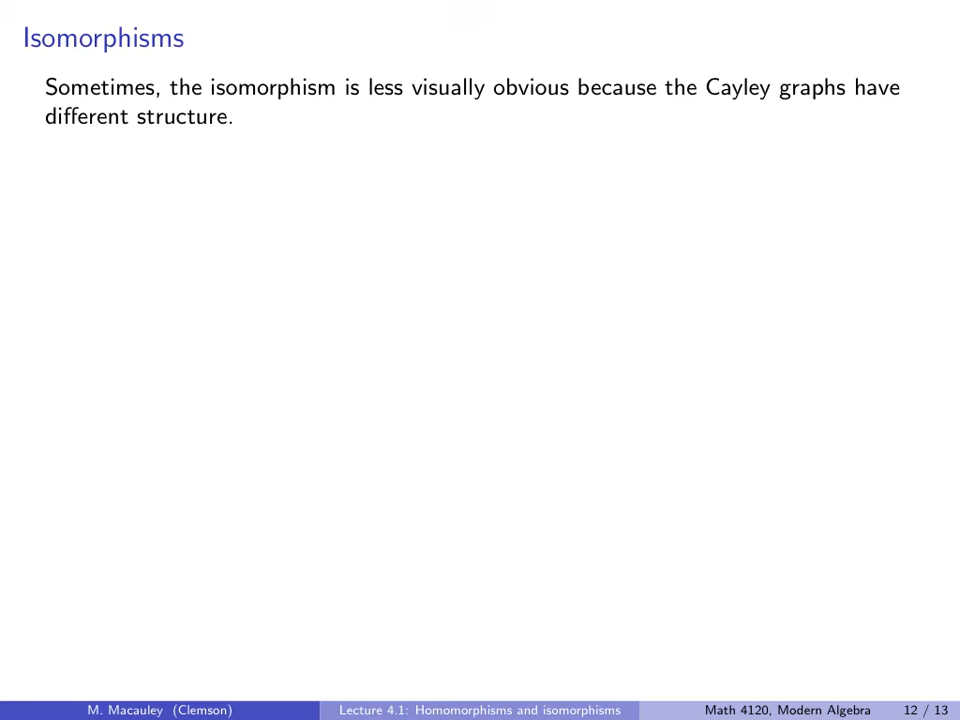 Isomorphisms
Sometimes, the isomorphism is less visually obvious because the Cayley graphs have
different structure.
M. Macauley (Clemson)
Lecture 4.1: Homomorphisms and isomorphisms
Math 4120, Modern Algebra
12 / 13